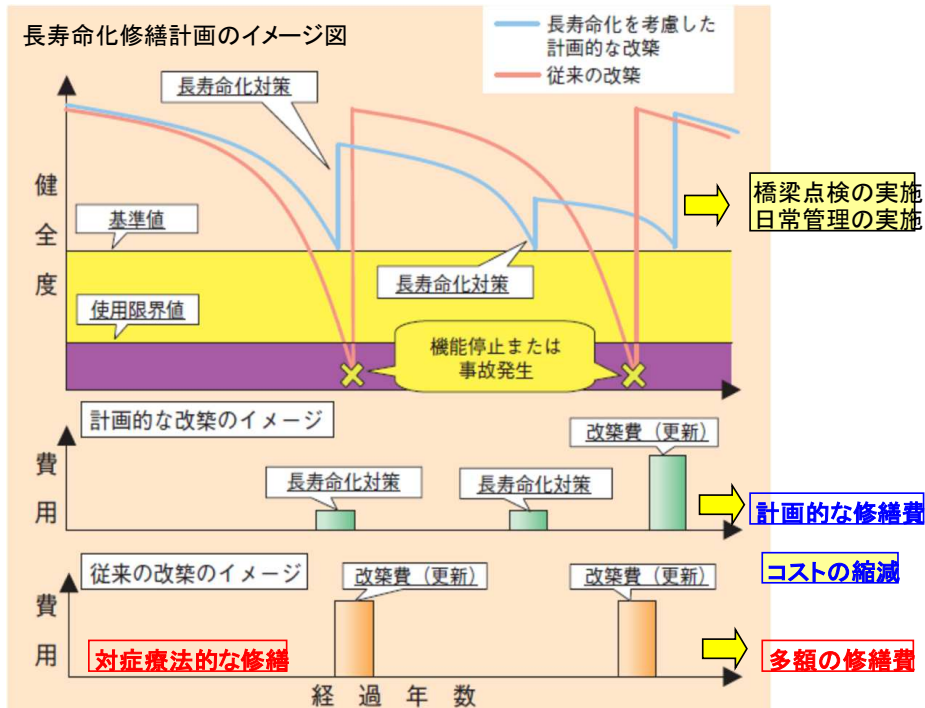 長寿命化修繕計画のイメージ図
長寿命化を考慮した
計画的な改築
従来の改築
長寿命化対策
健全度
基準値
長寿命化対策
使用限界値
機能停止または
事故発生
橋梁点検の実施
日常管理の実施
計画的な改築のイメージ
費用
長寿命化対策
長寿命化対策
改築費（更新）
計画的な修繕費
コストの縮減
従来の改築のイメージ
費用
改築費（更新）
改築費（更新）
対症療法的な修繕
多額の修繕費
経過年数